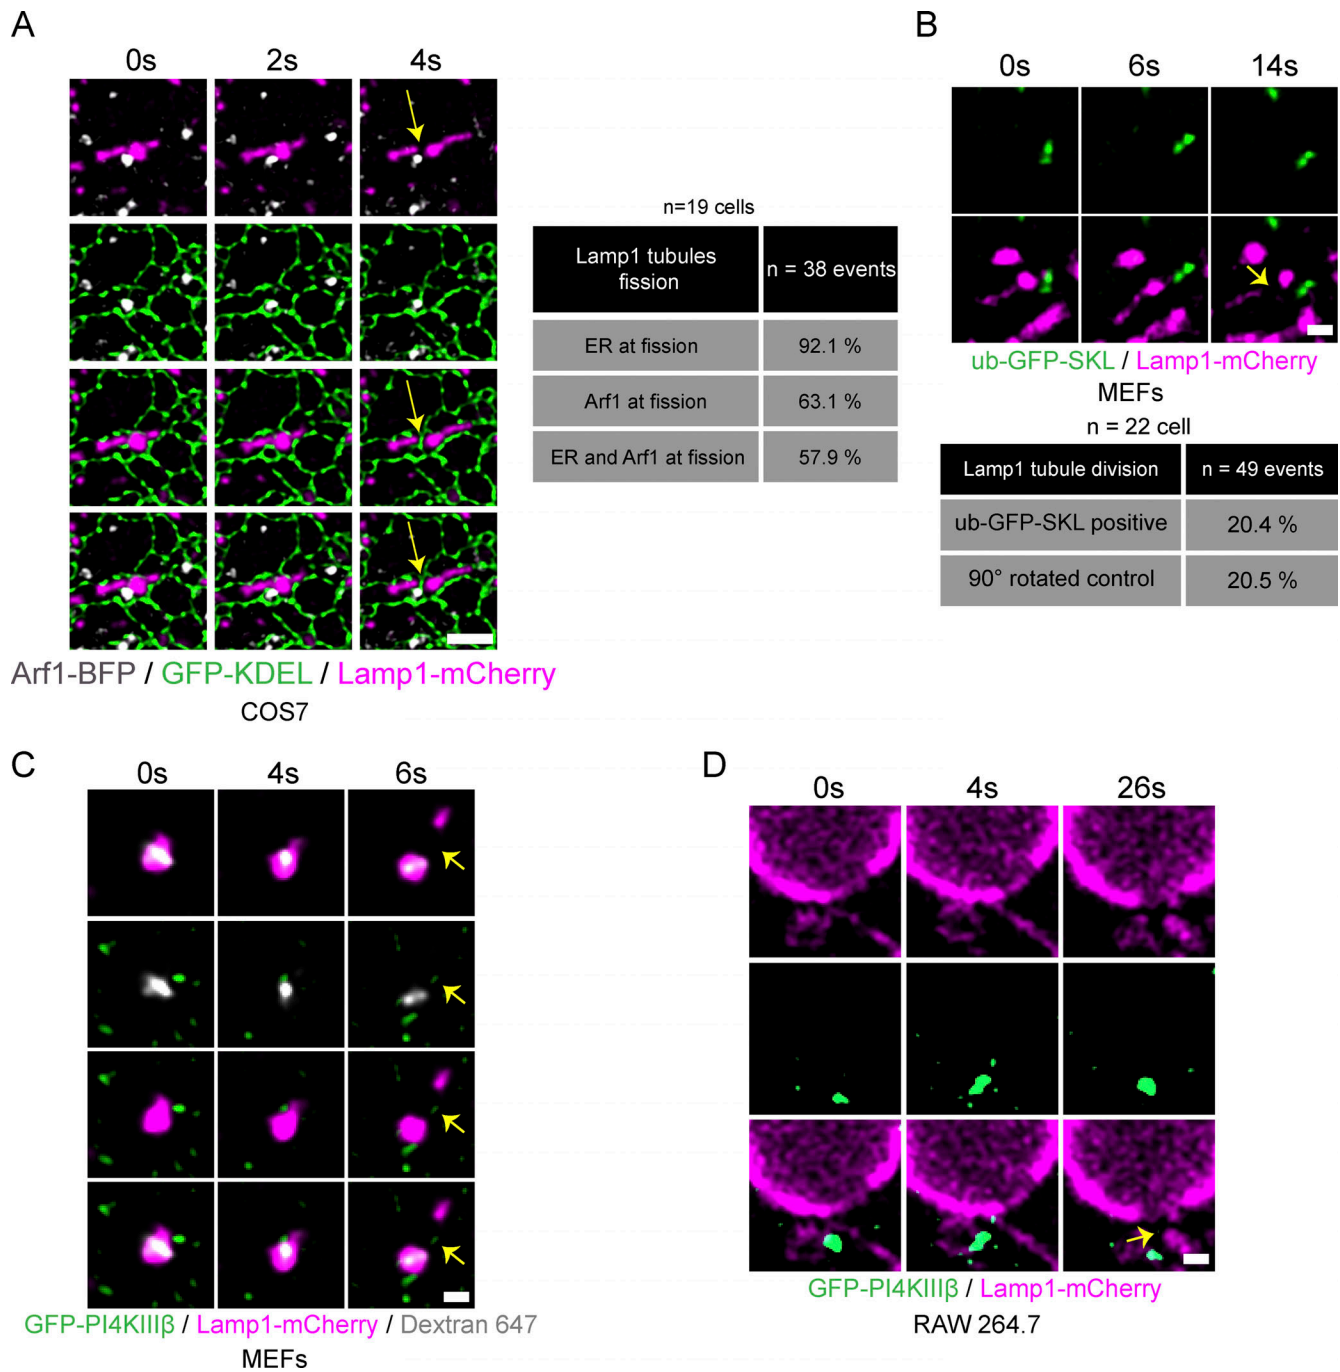 A
0s 2s 4s
Arf1-BFP / GFP-KDEL / Lamp1-mCherry
COS7
n=19 cells
Lamp1 tubules fission n = 38 events
ER at fission 92.1 %
Arf1 at fission 63.1 %
ER and Arf1 at fission 57.9 %
B
0s 6s 14s
ub-GFP-SKL / Lamp1-mCherry
MEFs
n = 22 cell
Lamp1 tubule division n = 49 events
ub-GFP-SKL positive 20.4 %
90° rotated control 20.5 %
C
0s 4s 6s
GFP-PI4KIIIβ / Lamp1-mCherry / Dextran 647
MEFs
D
0s 4s 26s
GFP-PI4KIIIβ / Lamp1-mCherry
RAW 264.7